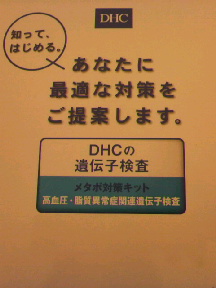 DHC
知って、
はじめる。
あなたに
最適な対策を
ご提案します。
DHCの
遺伝子検査
メタボ対策キット
高血圧・脂質異常症関連遺伝子検査